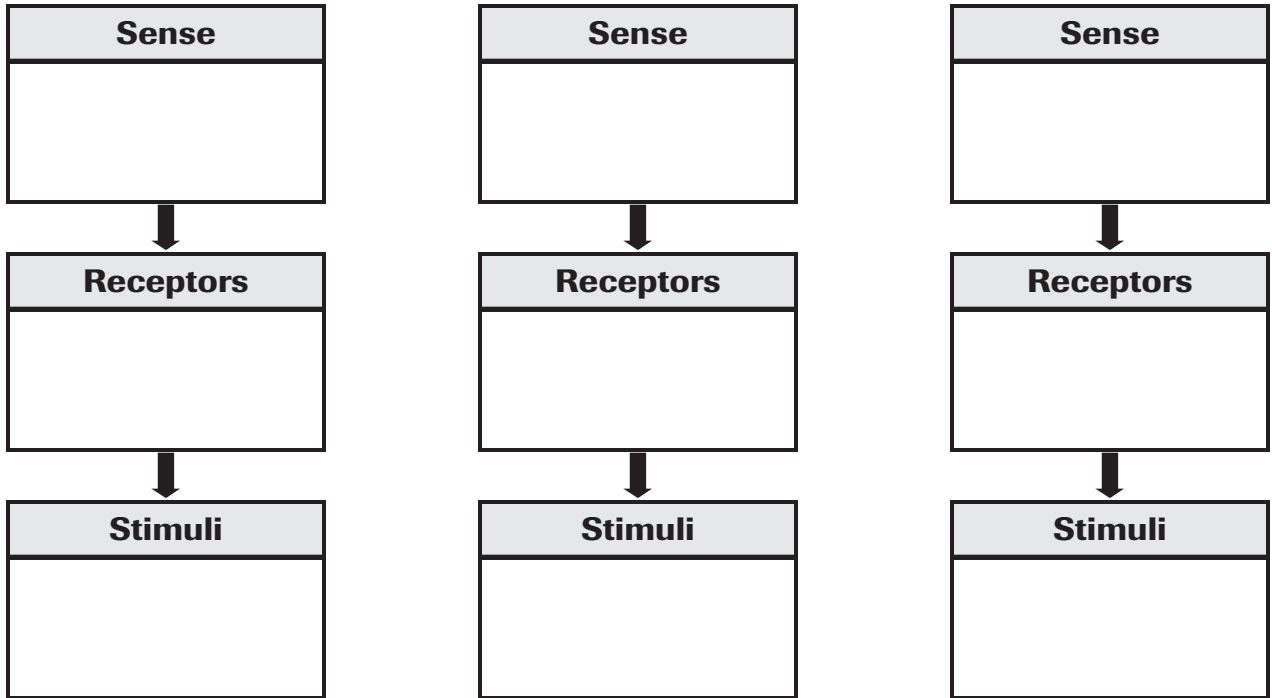 Sense
Sense
Sense
Receptors
Receptors
Receptors
Stimuli
Stimuli
Stimuli